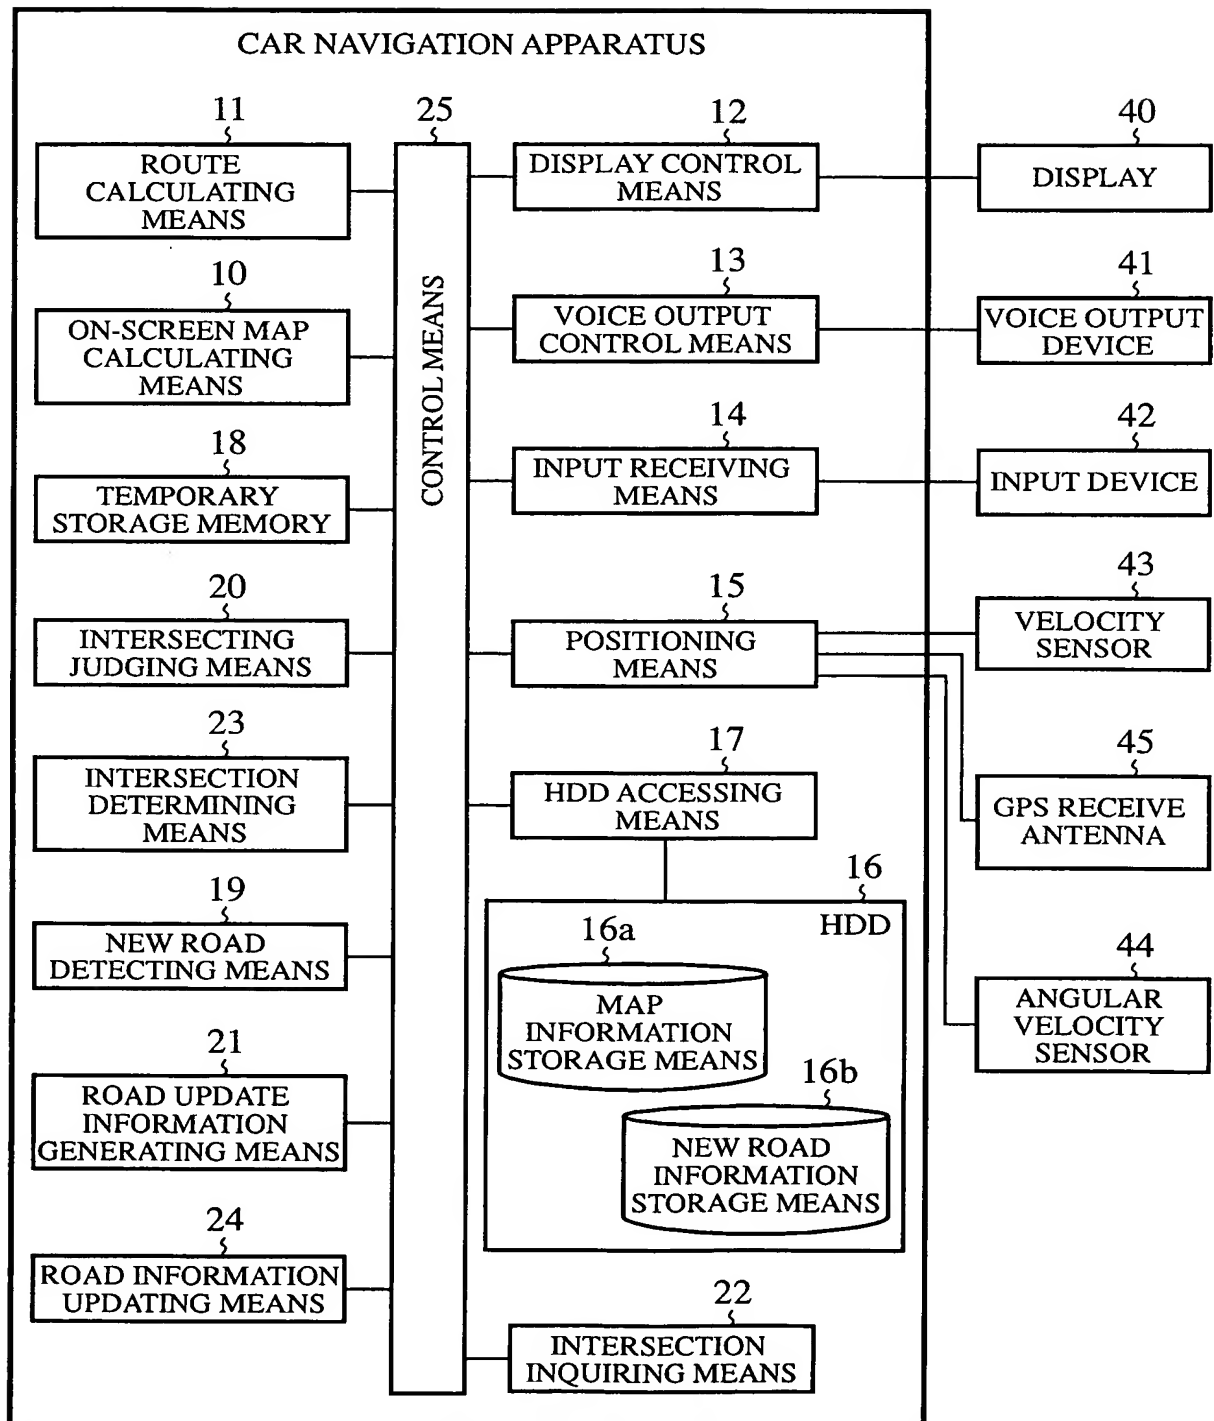 CAR NAVIGATION APPARATUS
11
ROUTE
CALCULATING
MEANS
10
ON-SCREEN MAP
CALCULATING
MEANS
18
TEMPORARY
STORAGE MEMORY
20
INTERSECTING
JUDGING MEANS
23
INTERSECTION
DETERMINING
MEANS
19
NEW ROAD
DETECTING MEANS
21
ROAD UPDATE
INFORMATION
GENERATING MEANS
24
ROAD INFORMATION
UPDATING MEANS
25
CONTROL MEANS
12
DISPLAY CONTROL
MEANS
13
VOICE OUTPUT
CONTROL MEANS
14
INPUT RECEIVING
MEANS
15
POSITIONING
MEANS
17
HDD ACCESSING
MEANS
16
HDD
16a
MAP
INFORMATION
STORAGE MEANS
16b
NEW ROAD
INFORMATION
STORAGE MEANS
22
INTERSECTION
INQUIRING MEANS
40
DISPLAY
41
VOICE OUTPUT
DEVICE
42
INPUT DEVICE
43
VELOCITY
SENSOR
45
GPS RECEIVE
ANTENNA
44
ANGULAR
VELOCITY
SENSOR